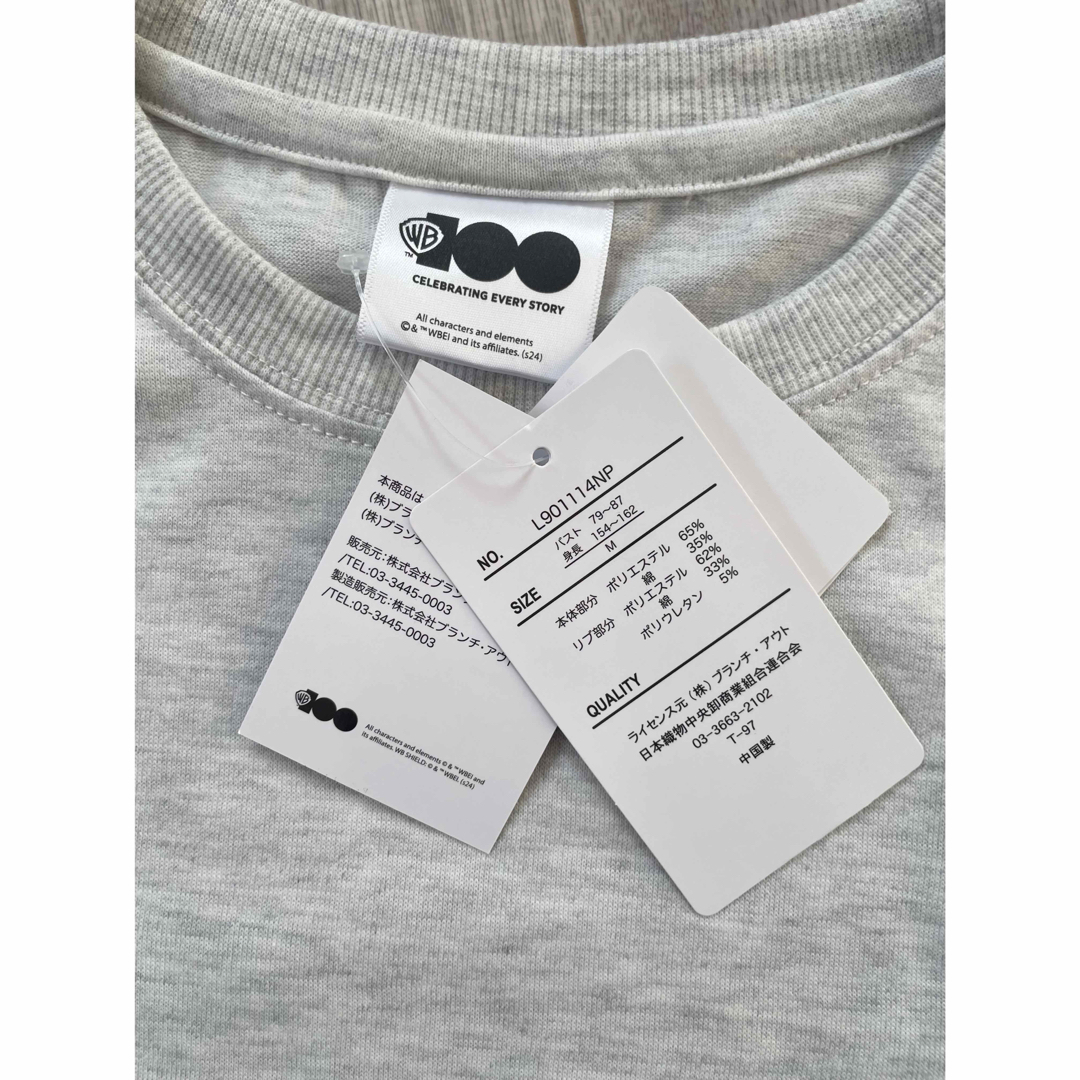 WB 100
™
CELEBRATING EVERY STORY
All characters and elements
©& ™WBEI and its affiliates. (s24)
本商品は
(株)ブラ
(株)ブランチ
販売元:株式会社ブランチ
/TEL:03-3445-0003
製造販売元:株式会社ブランチ・アウト
/TEL:03-3445-0003
WB 100
All characters and elements © & ™ WBEI and
its affiliates. WB SHIELD: © & ™ WBEI. (s24)
NO. L901114NP
バスト 79~87
身長 154~162
SIZE M
本体部分 ポリエステル 65%
綿 35%
リブ部分 ポリエステル 62%
綿 33%
ポリウレタン 5%
QUALITY
ライセンス元(株)ブランチ・アウト
日本織物中央卸商業組合連合会
03-3663-2102
T-97
中国製